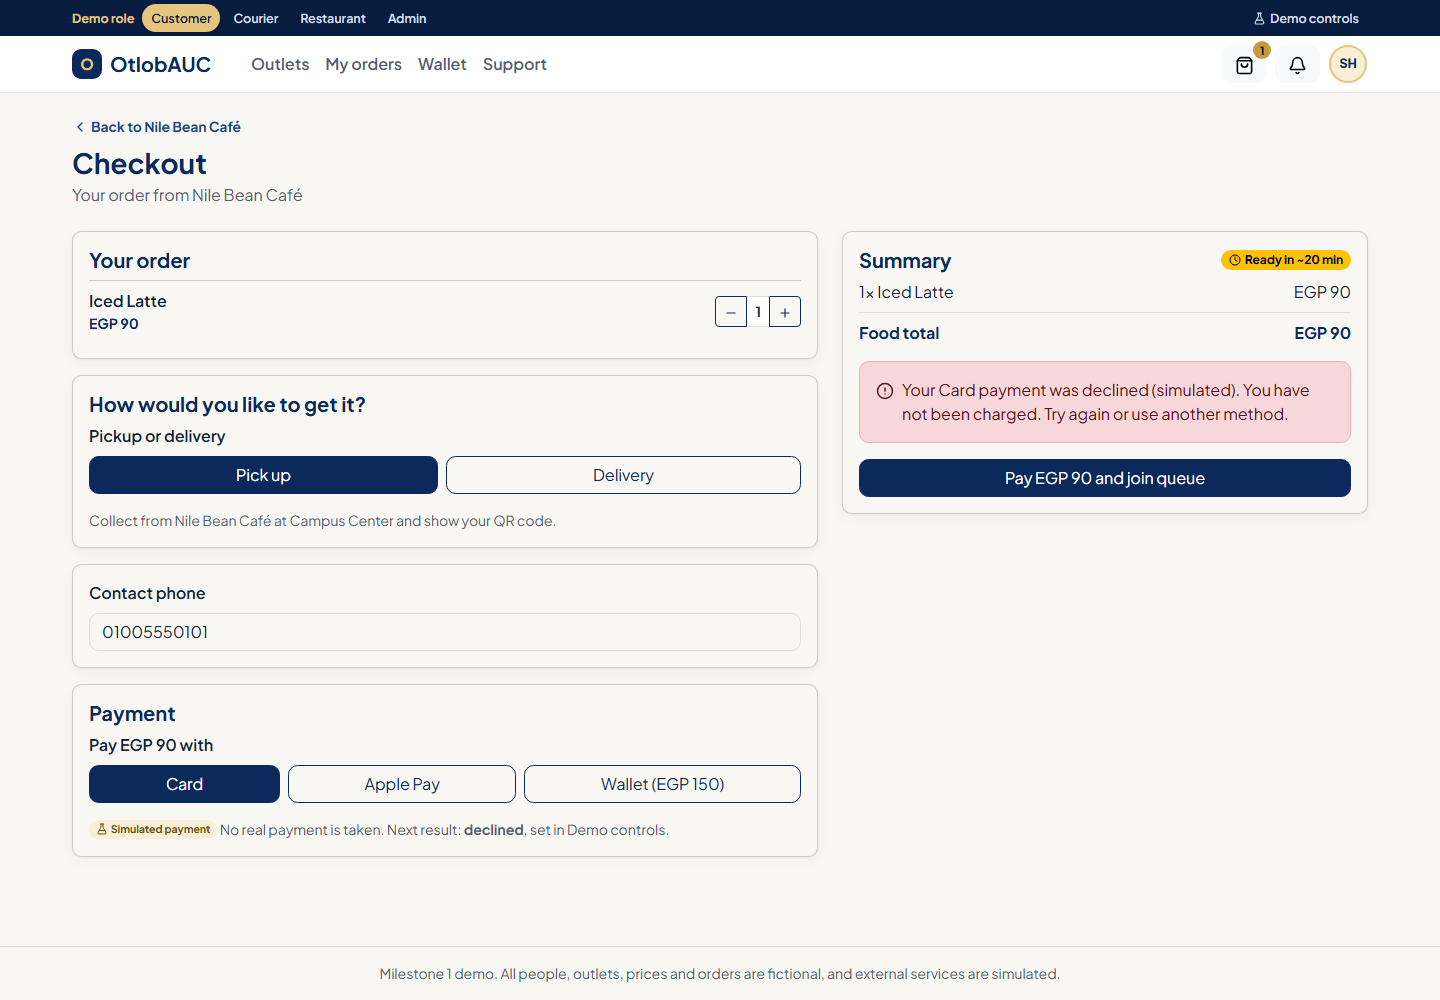 Demo role Customer Courier Restaurant Admin Demo controls
OtlobAUC Outlets My orders Wallet Support 1 SH
Back to Nile Bean Café
Checkout
Your order from Nile Bean Café
Your order
Iced Latte
EGP 90
− 1 +
How would you like to get it?
Pickup or delivery
Pick up Delivery
Collect from Nile Bean Café at Campus Center and show your QR code.
Contact phone
01005550101
Payment
Pay EGP 90 with
Card Apple Pay Wallet (EGP 150)
Simulated payment No real payment is taken. Next result: declined, set in Demo controls.
Summary Ready in ~20 min
1× Iced Latte EGP 90
Food total EGP 90
Your Card payment was declined (simulated). You have
not been charged. Try again or use another method.
Pay EGP 90 and join queue
Milestone 1 demo. All people, outlets, prices and orders are fictional, and external services are simulated.